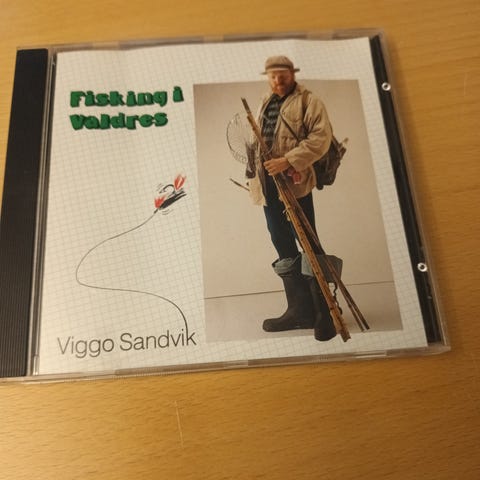 Fisking i
Valdres
Viggo Sandvik